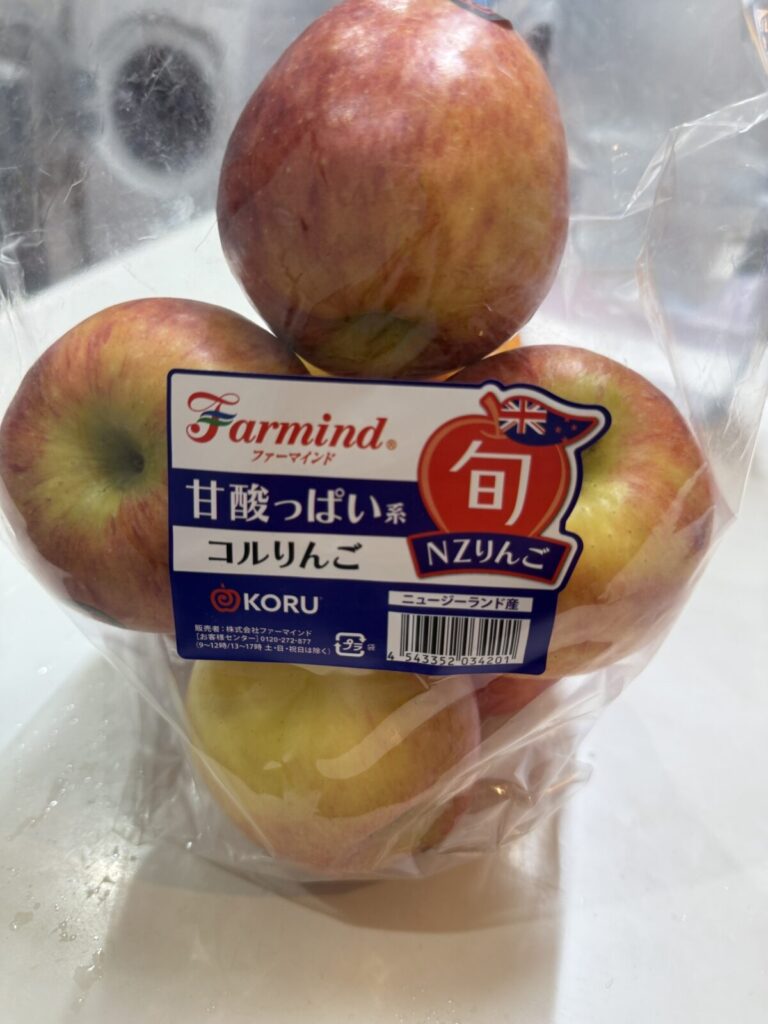 Farmind®
ファーマインド
甘酸っぱい系
コルりんご
旬
NZりんご
KORU
ニュージーランド産
販売者：株式会社ファーマインド
[お客様センター] 0120-272-877
(9〜12時/13〜17時 土・日・祝日は除く)
プラ
袋
4 543352 034201